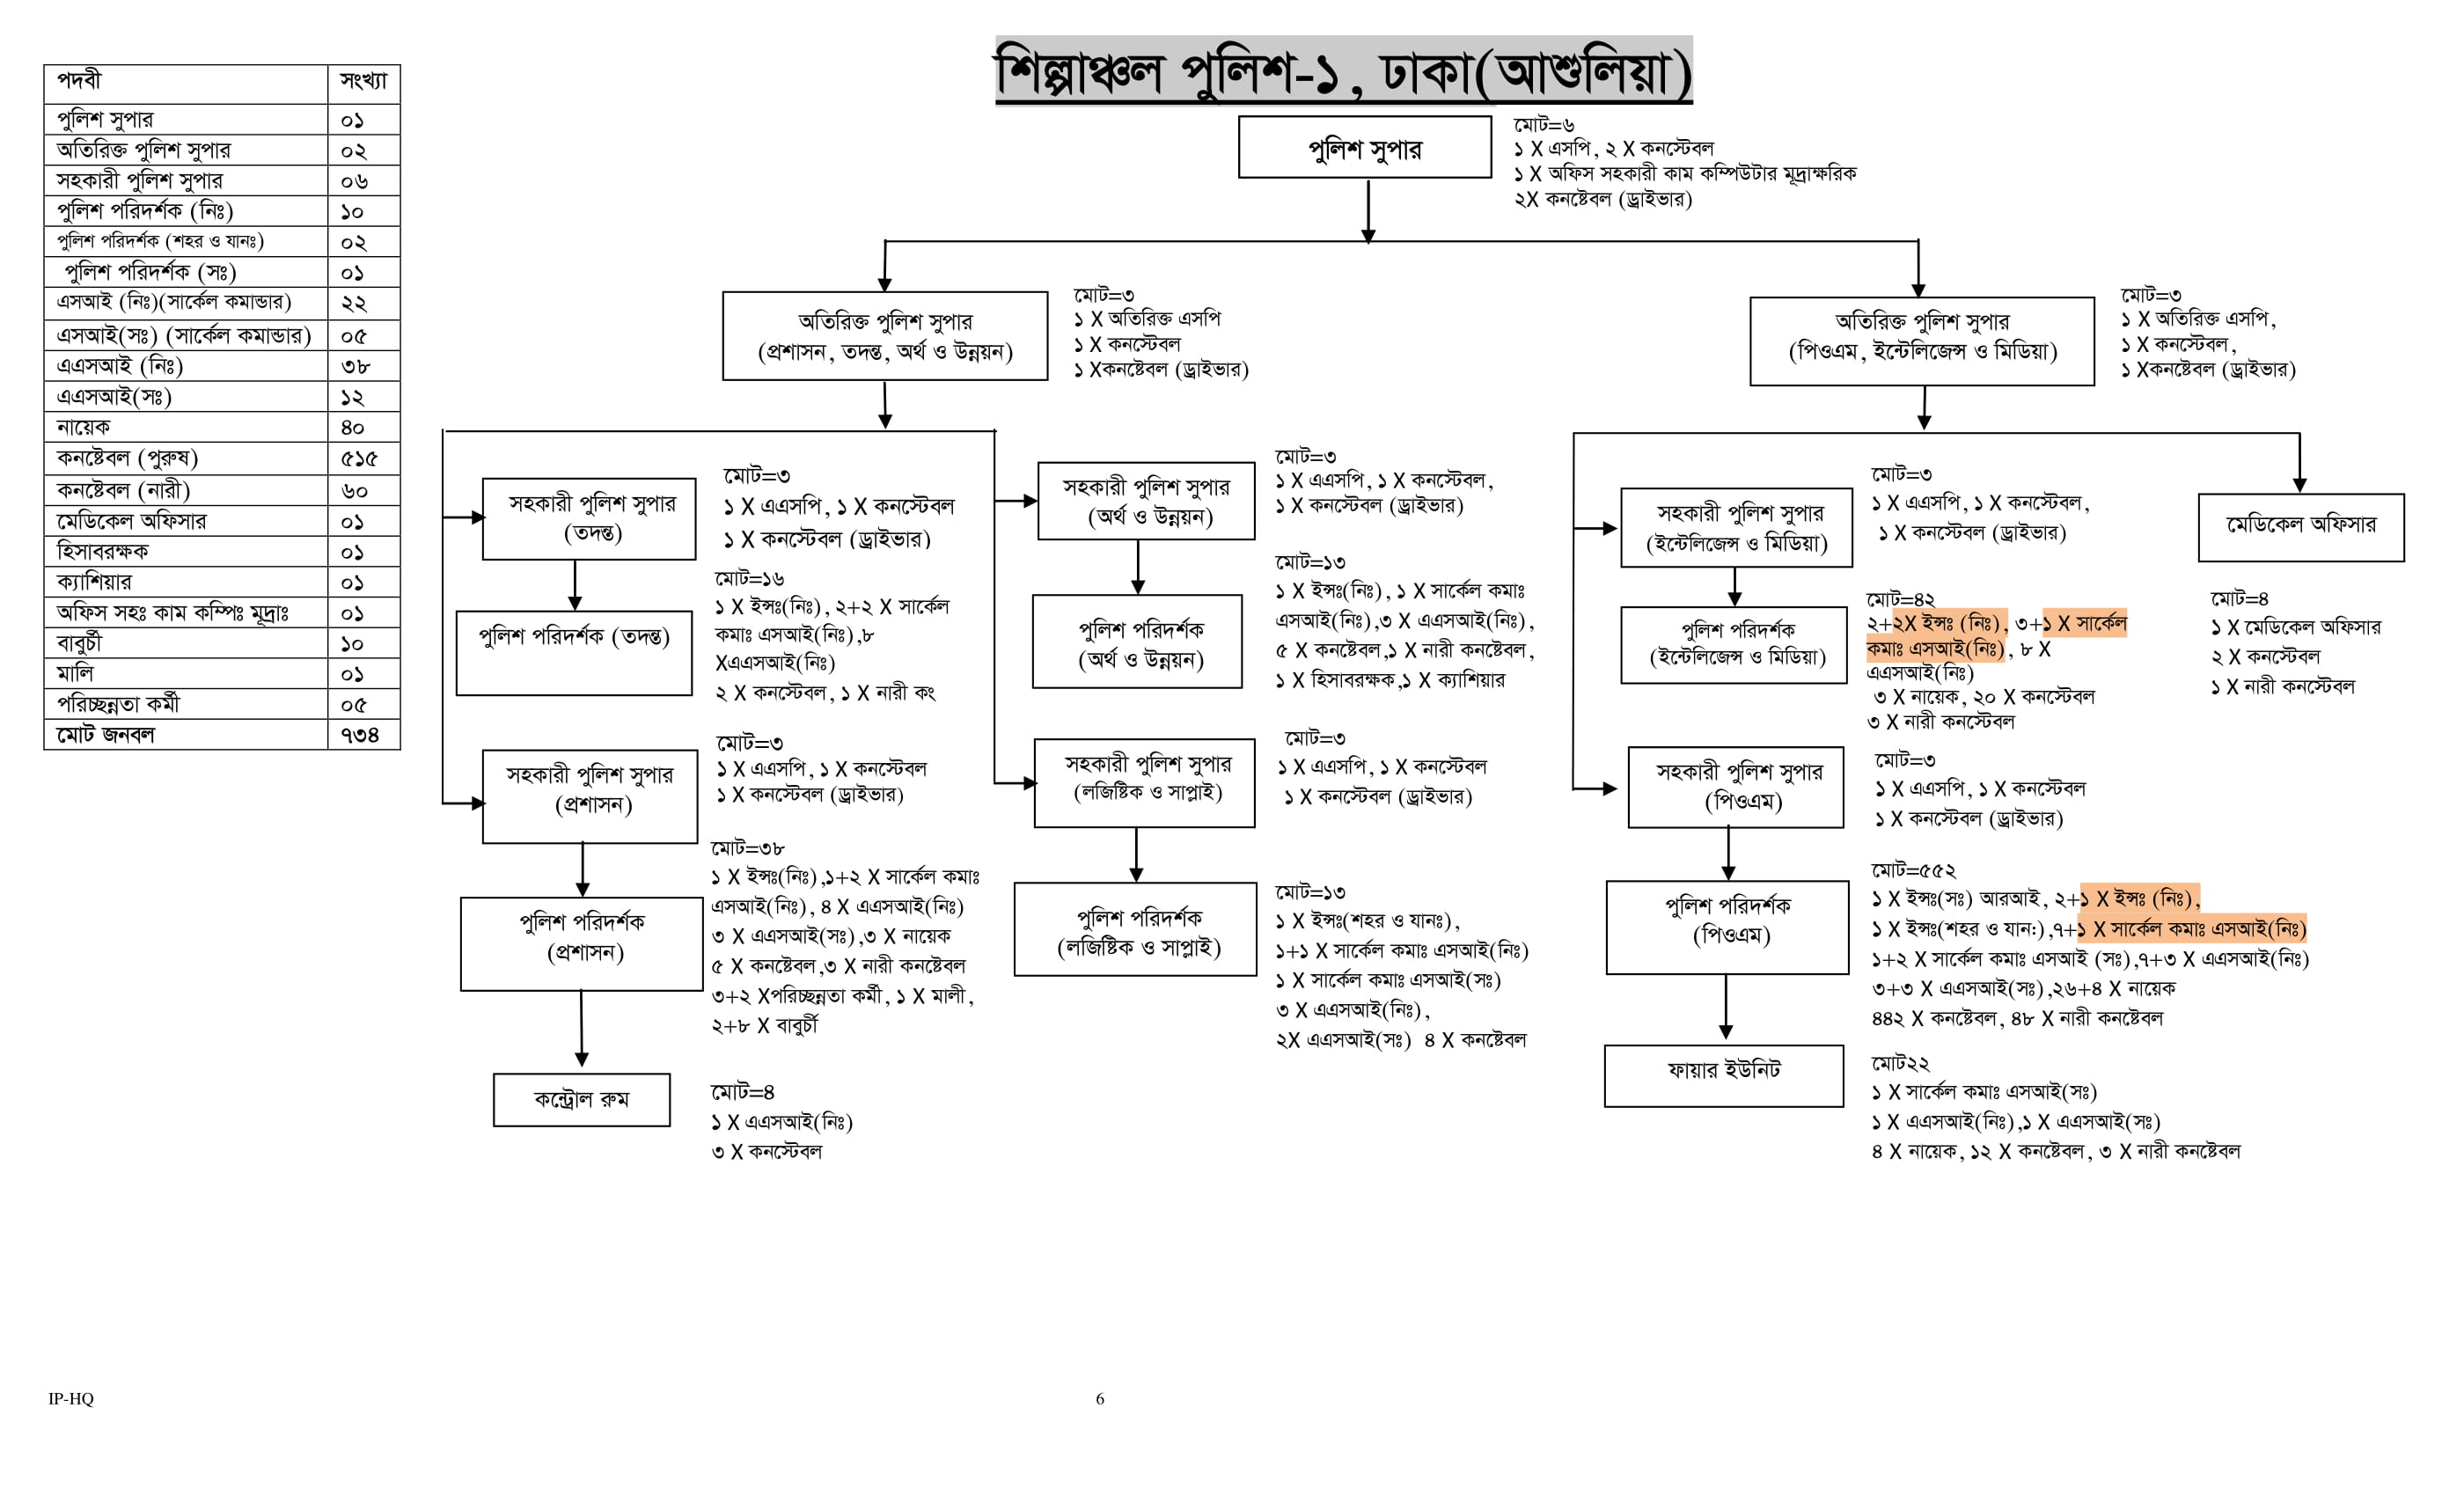 শিল্পাঞ্চল পুলিশ-১, ঢাকা(আশুলিয়া)
পদবী সংখ্যা
পুলিশ সুপার ০১
অতিরিক্ত পুলিশ সুপার ০২
সহকারী পুলিশ সুপার ০৬
পুলিশ পরিদর্শক (নিঃ) ১০
পুলিশ পরিদর্শক (শহর ও যানঃ) ০২
পুলিশ পরিদর্শক (সঃ) ০১
এসআই (নিঃ)(সার্কেল কমান্ডার) ২২
এসআই(সঃ) (সার্কেল কমান্ডার) ০৫
এএসআই (নিঃ) ৩৮
এএসআই(সঃ) ১২
নায়েক ৪০
কনষ্টেবল (পুরুষ) ৫১৫
কনষ্টেবল (নারী) ৬০
মেডিকেল অফিসার ০১
হিসাবরক্ষক ০১
ক্যাশিয়ার ০১
অফিস সহঃ কাম কম্পিঃ মূদ্রাঃ ০১
বাবুর্চী ১০
মালি ০১
পরিচ্ছন্নতা কর্মী ০৫
মোট জনবল ৭৩৪
পুলিশ সুপার
মোট=৬
১ X এসপি, ২ X কনস্টেবল
১ X অফিস সহকারী কাম কম্পিউটার মূদ্রাক্ষরিক
২X কনষ্টেবল (ড্রাইভার)
অতিরিক্ত পুলিশ সুপার
(প্রশাসন, তদন্ত, অর্থ ও উন্নয়ন)
মোট=৩
১ X অতিরিক্ত এসপি
১ X কনস্টেবল
১ Xকনষ্টেবল (ড্রাইভার)
অতিরিক্ত পুলিশ সুপার
(পিওএম, ইন্টেলিজেন্স ও মিডিয়া)
মোট=৩
১ X অতিরিক্ত এসপি,
১ X কনস্টেবল,
১ Xকনষ্টেবল (ড্রাইভার)
সহকারী পুলিশ সুপার
(তদন্ত)
মোট=৩
১ X এএসপি, ১ X কনস্টেবল
১ X কনস্টেবল (ড্রাইভার)
পুলিশ পরিদর্শক (তদন্ত)
মোট=১৬
১ X ইন্সঃ(নিঃ), ২+২ X সার্কেল
কমাঃ এসআই(নিঃ),৮
Xএএসআই(নিঃ)
২ X কনস্টেবল, ১ X নারী কং
সহকারী পুলিশ সুপার
(প্রশাসন)
মোট=৩
১ X এএসপি, ১ X কনস্টেবল
১ X কনস্টেবল (ড্রাইভার)
পুলিশ পরিদর্শক
(প্রশাসন)
মোট=৩৮
১ X ইন্সঃ(নিঃ),১+২ X সার্কেল কমাঃ
এসআই(নিঃ), ৪ X এএসআই(নিঃ)
৩ X এএসআই(সঃ),৩ X নায়েক
৫ X কনষ্টেবল,৩ X নারী কনষ্টেবল
৩+২ Xপরিচ্ছন্নতা কর্মী, ১ X মালী,
২+৮ X বাবুর্চী
কন্ট্রোল রুম
মোট=৪
১ X এএসআই(নিঃ)
৩ X কনস্টেবল
সহকারী পুলিশ সুপার
(অর্থ ও উন্নয়ন)
মোট=৩
১ X এএসপি, ১ X কনস্টেবল,
১ X কনস্টেবল (ড্রাইভার)
পুলিশ পরিদর্শক
(অর্থ ও উন্নয়ন)
মোট=১৩
১ X ইন্সঃ(নিঃ), ১ X সার্কেল কমাঃ
এসআই(নিঃ),৩ X এএসআই(নিঃ),
৫ X কনষ্টেবল,১ X নারী কনষ্টেবল,
১ X হিসাবরক্ষক,১ X ক্যাশিয়ার
সহকারী পুলিশ সুপার
(লজিষ্টিক ও সাপ্লাই)
মোট=৩
১ X এএসপি, ১ X কনস্টেবল
১ X কনস্টেবল (ড্রাইভার)
পুলিশ পরিদর্শক
(লজিষ্টিক ও সাপ্লাই)
মোট=১৩
১ X ইন্সঃ(শহর ও যানঃ),
১+১ X সার্কেল কমাঃ এসআই(নিঃ)
১ X সার্কেল কমাঃ এসআই(সঃ)
৩ X এএসআই(নিঃ),
২X এএসআই(সঃ) ৪ X কনষ্টেবল
সহকারী পুলিশ সুপার
(ইন্টেলিজেন্স ও মিডিয়া)
মোট=৩
১ X এএসপি, ১ X কনস্টেবল,
১ X কনস্টেবল (ড্রাইভার)
পুলিশ পরিদর্শক
(ইন্টেলিজেন্স ও মিডিয়া)
মোট=৪২
২+২X ইন্সঃ (নিঃ), ৩+১ X সার্কেল
কমাঃ এসআই(নিঃ), ৮ X
এএসআই(নিঃ)
৩ X নায়েক, ২০ X কনস্টেবল
৩ X নারী কনস্টেবল
সহকারী পুলিশ সুপার
(পিওএম)
মোট=৩
১ X এএসপি, ১ X কনস্টেবল
১ X কনস্টেবল (ড্রাইভার)
পুলিশ পরিদর্শক
(পিওএম)
মোট=৫৫২
১ X ইন্সঃ(সঃ) আরআই, ২+১ X ইন্সঃ (নিঃ),
১ X ইন্সঃ(শহর ও যান:),৭+১ X সার্কেল কমাঃ এসআই(নিঃ)
১+২ X সার্কেল কমাঃ এসআই (সঃ),৭+৩ X এএসআই(নিঃ)
৩+৩ X এএসআই(সঃ),২৬+৪ X নায়েক
৪৪২ X কনষ্টেবল, ৪৮ X নারী কনষ্টেবল
ফায়ার ইউনিট
মোট২২
১ X সার্কেল কমাঃ এসআই(সঃ)
১ X এএসআই(নিঃ),১ X এএসআই(সঃ)
৪ X নায়েক, ১২ X কনষ্টেবল, ৩ X নারী কনষ্টেবল
মেডিকেল অফিসার
মোট=৪
১ X মেডিকেল অফিসার
২ X কনস্টেবল
১ X নারী কনস্টেবল
IP-HQ
6